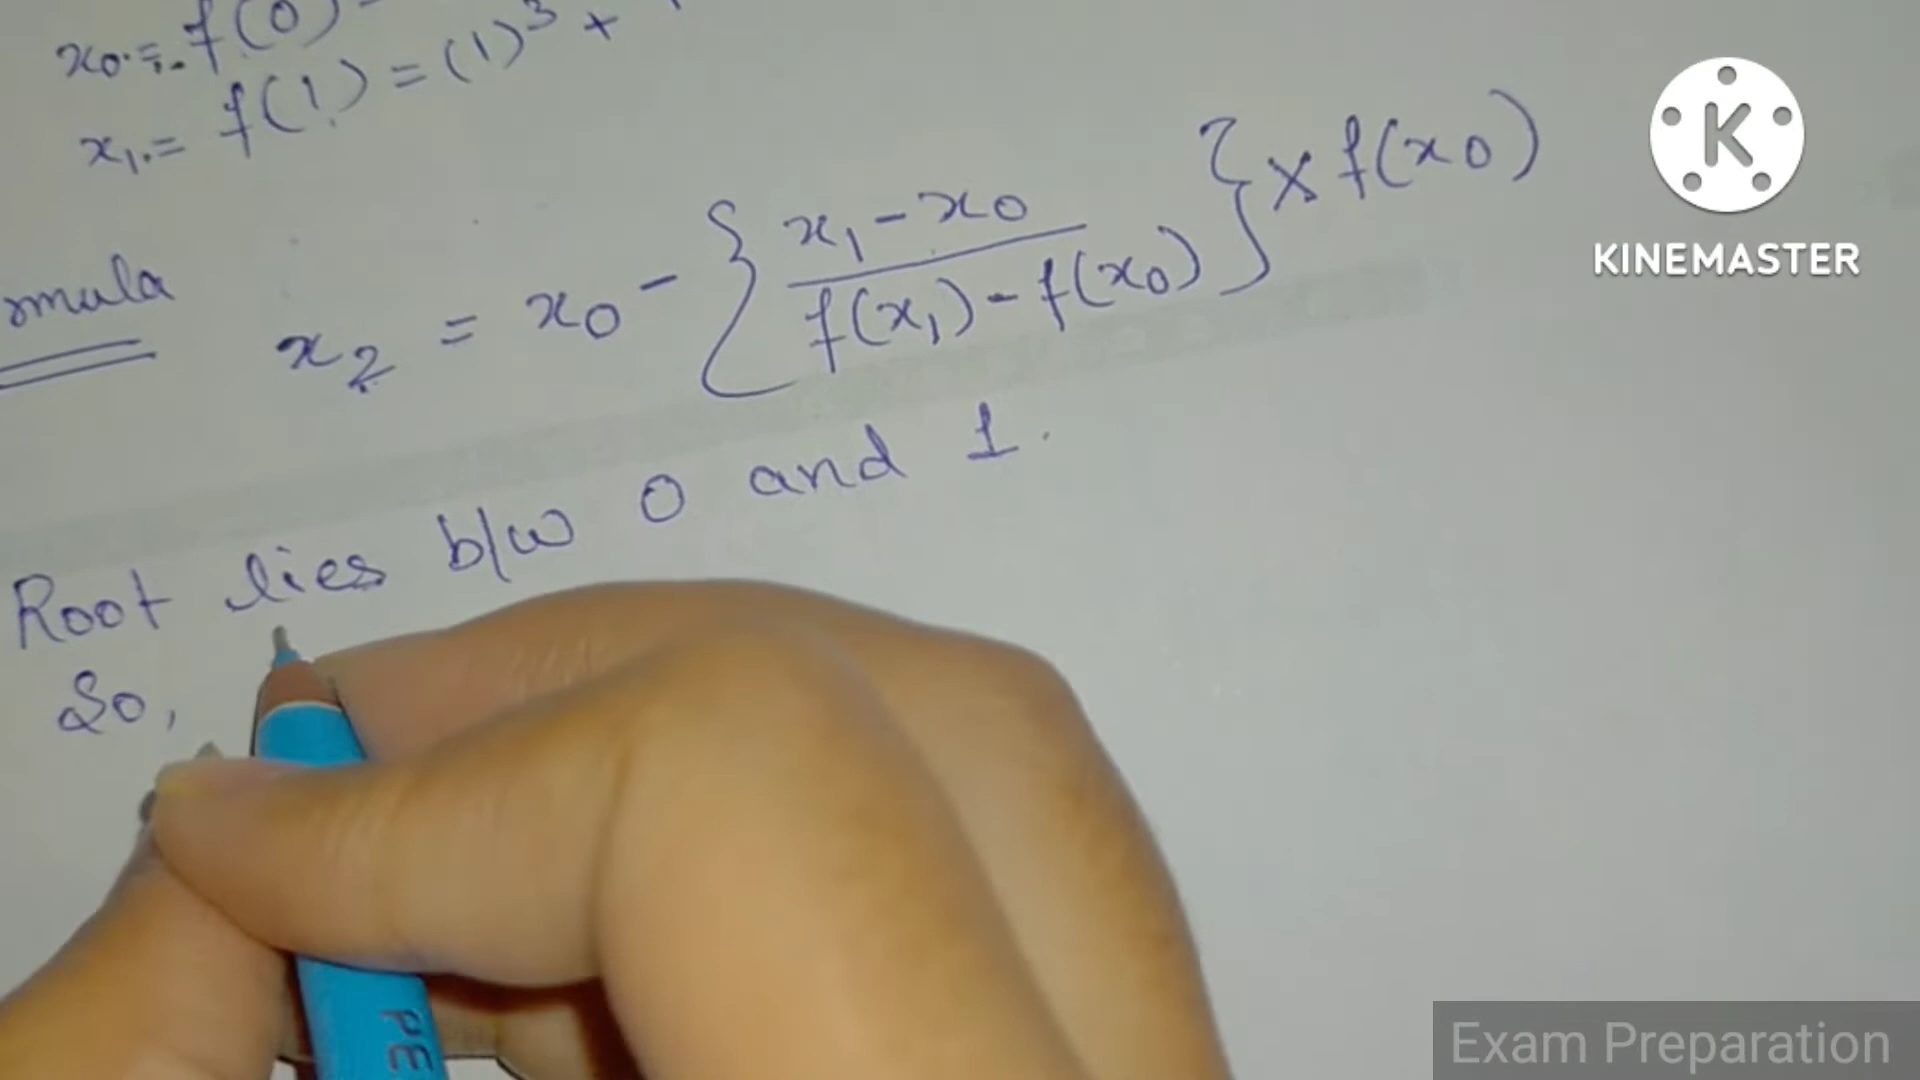 x₀ = f(0)
x₁ = f(1) = (1)³ +
rmula x₂ = x₀ - { x₁ - x₀ / f(x₁) - f(x₀) } × f(x₀)
Root lies b/w 0 and 1.
So,
K
KINEMASTER
PE
Exam Preparation